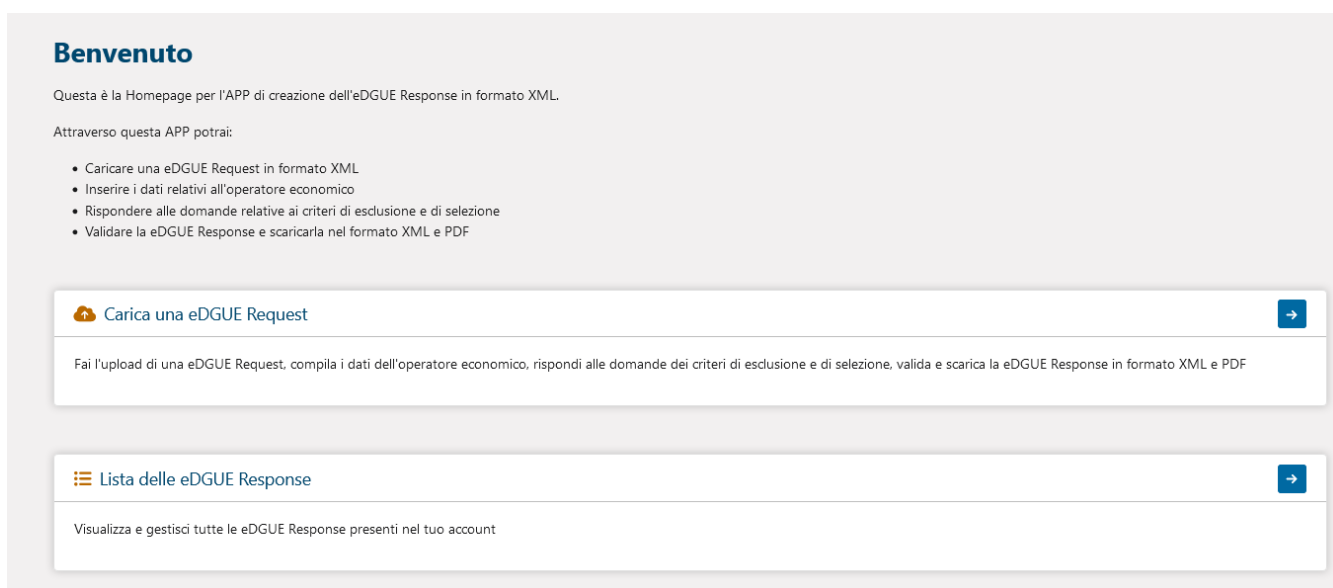 Benvenuto
Questa è la Homepage per l'APP di creazione dell'eDGUE Response in formato XML.
Attraverso questa APP potrai:
• Caricare una eDGUE Request in formato XML
• Inserire i dati relativi all'operatore economico
• Rispondere alle domande relative ai criteri di esclusione e di selezione
• Validare la eDGUE Response e scaricarla nel formato XML e PDF
Carica una eDGUE Request
Fai l'upload di una eDGUE Request, compila i dati dell'operatore economico, rispondi alle domande dei criteri di esclusione e di selezione, valida e scarica la eDGUE Response in formato XML e PDF
Lista delle eDGUE Response
Visualizza e gestisci tutte le eDGUE Response presenti nel tuo account